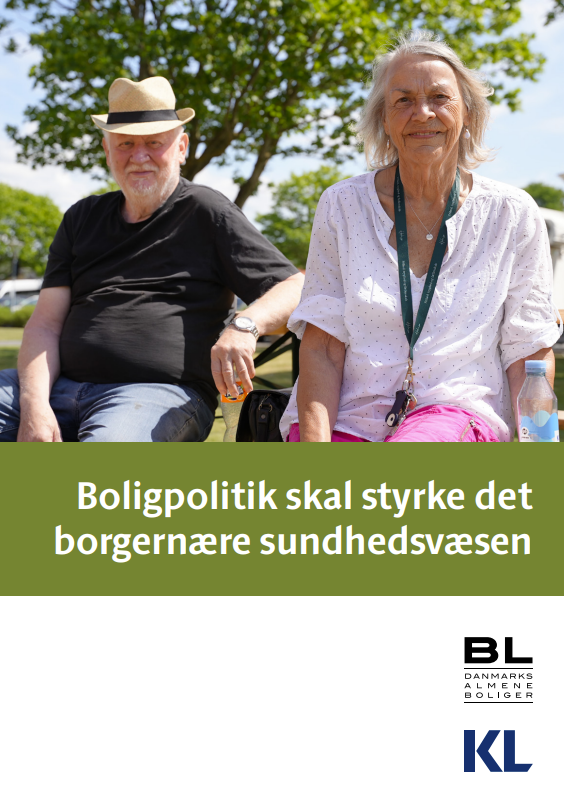 Boligpolitik skal styrke det
borgernære sundhedsvæsen
BL
DANMARKS
ALMENE
BOLIGER
KL